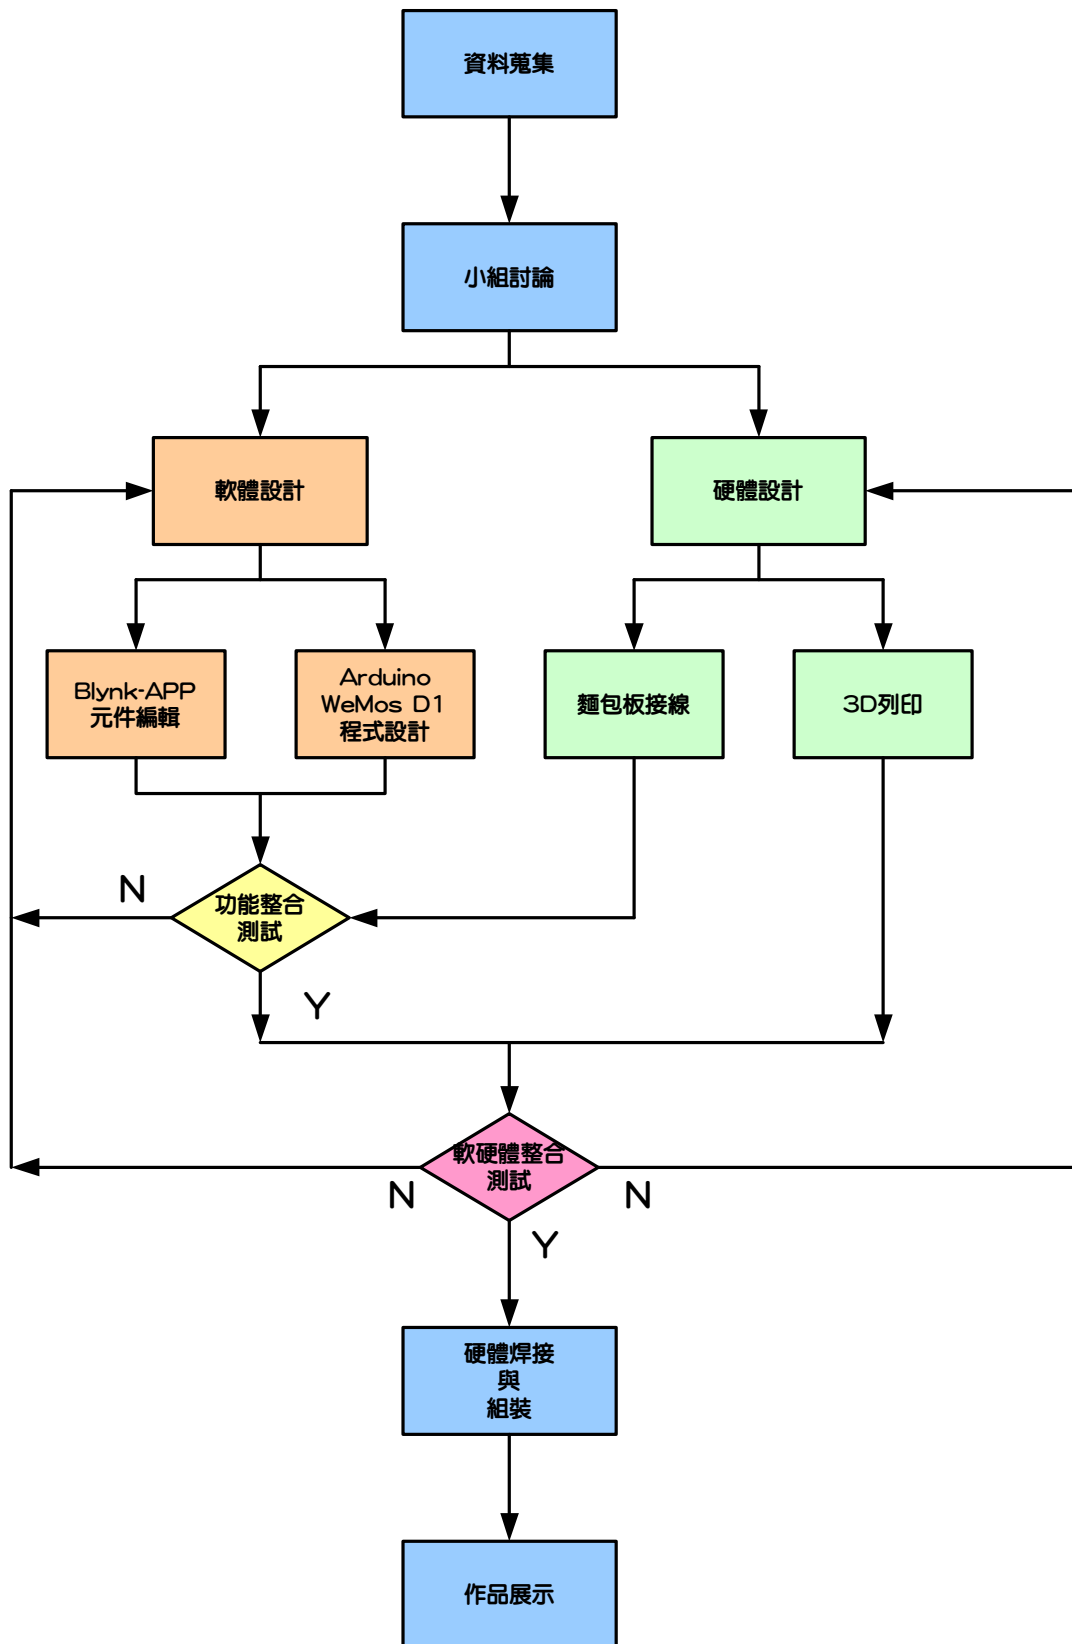 資料蒐集
小組討論
軟體設計
硬體設計
Blynk-APP
元件編輯
Arduino
WeMos D1
程式設計
麵包板接線
3D列印
N
功能整合
測試
Y
軟硬體整合
測試
N
N
Y
硬體焊接
與
組裝
作品展示